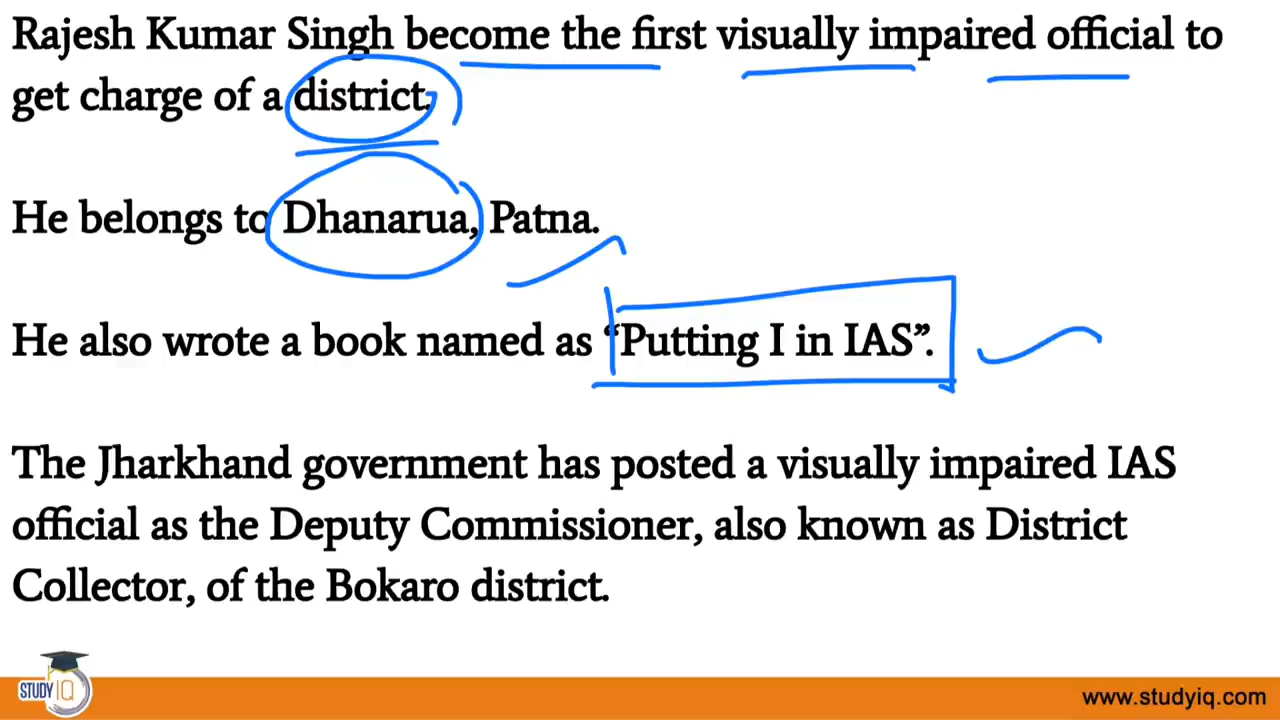 Rajesh Kumar Singh become the first visually impaired official to
get charge of a district.
He belongs to Dhanarua, Patna.
He also wrote a book named as “Putting I in IAS”.
The Jharkhand government has posted a visually impaired IAS
official as the Deputy Commissioner, also known as District
Collector, of the Bokaro district.
STUDY IQ
www.studyiq.com